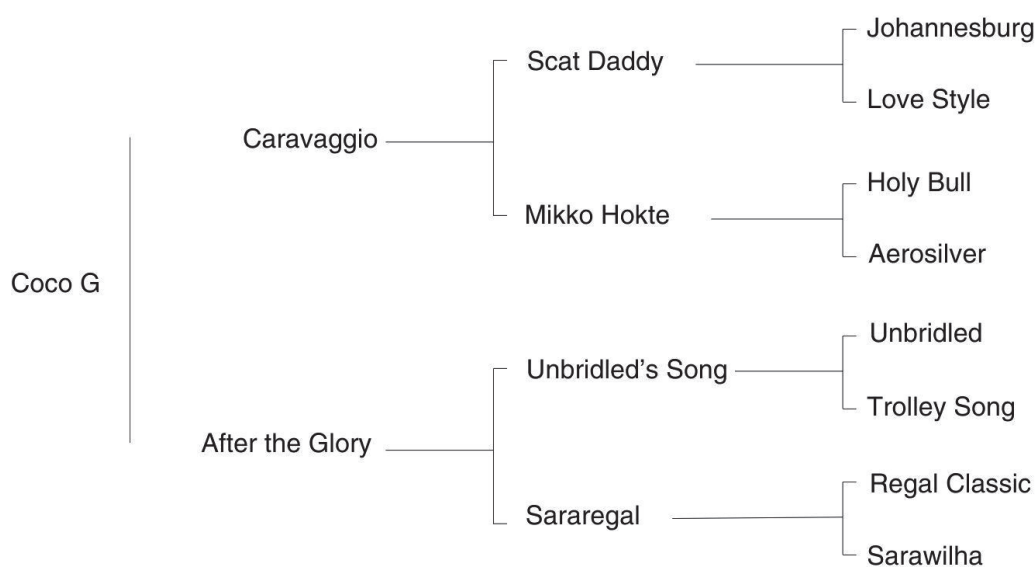 Johannesburg
Scat Daddy
Love Style
Caravaggio
Holy Bull
Mikko Hokte
Aerosilver
Coco G
Unbridled
Unbridled’s Song
Trolley Song
After the Glory
Regal Classic
Sararegal
Sarawilha